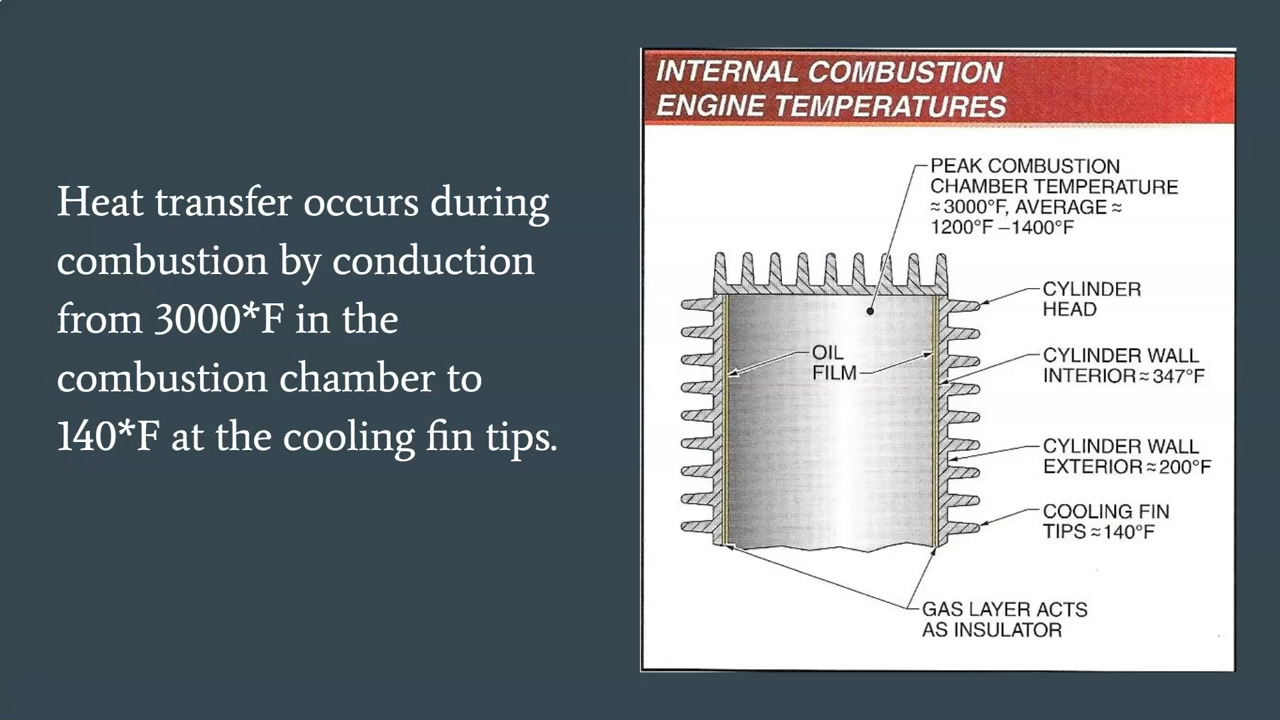 Heat transfer occurs during
combustion by conduction
from 3000*F in the
combustion chamber to
140*F at the cooling fin tips.
INTERNAL COMBUSTION
ENGINE TEMPERATURES
PEAK COMBUSTION
CHAMBER TEMPERATURE
≈3000°F, AVERAGE ≈
1200°F –1400°F
CYLINDER
HEAD
OIL
FILM
CYLINDER WALL
INTERIOR ≈ 347°F
CYLINDER WALL
EXTERIOR ≈ 200°F
COOLING FIN
TIPS ≈ 140°F
GAS LAYER ACTS
AS INSULATOR